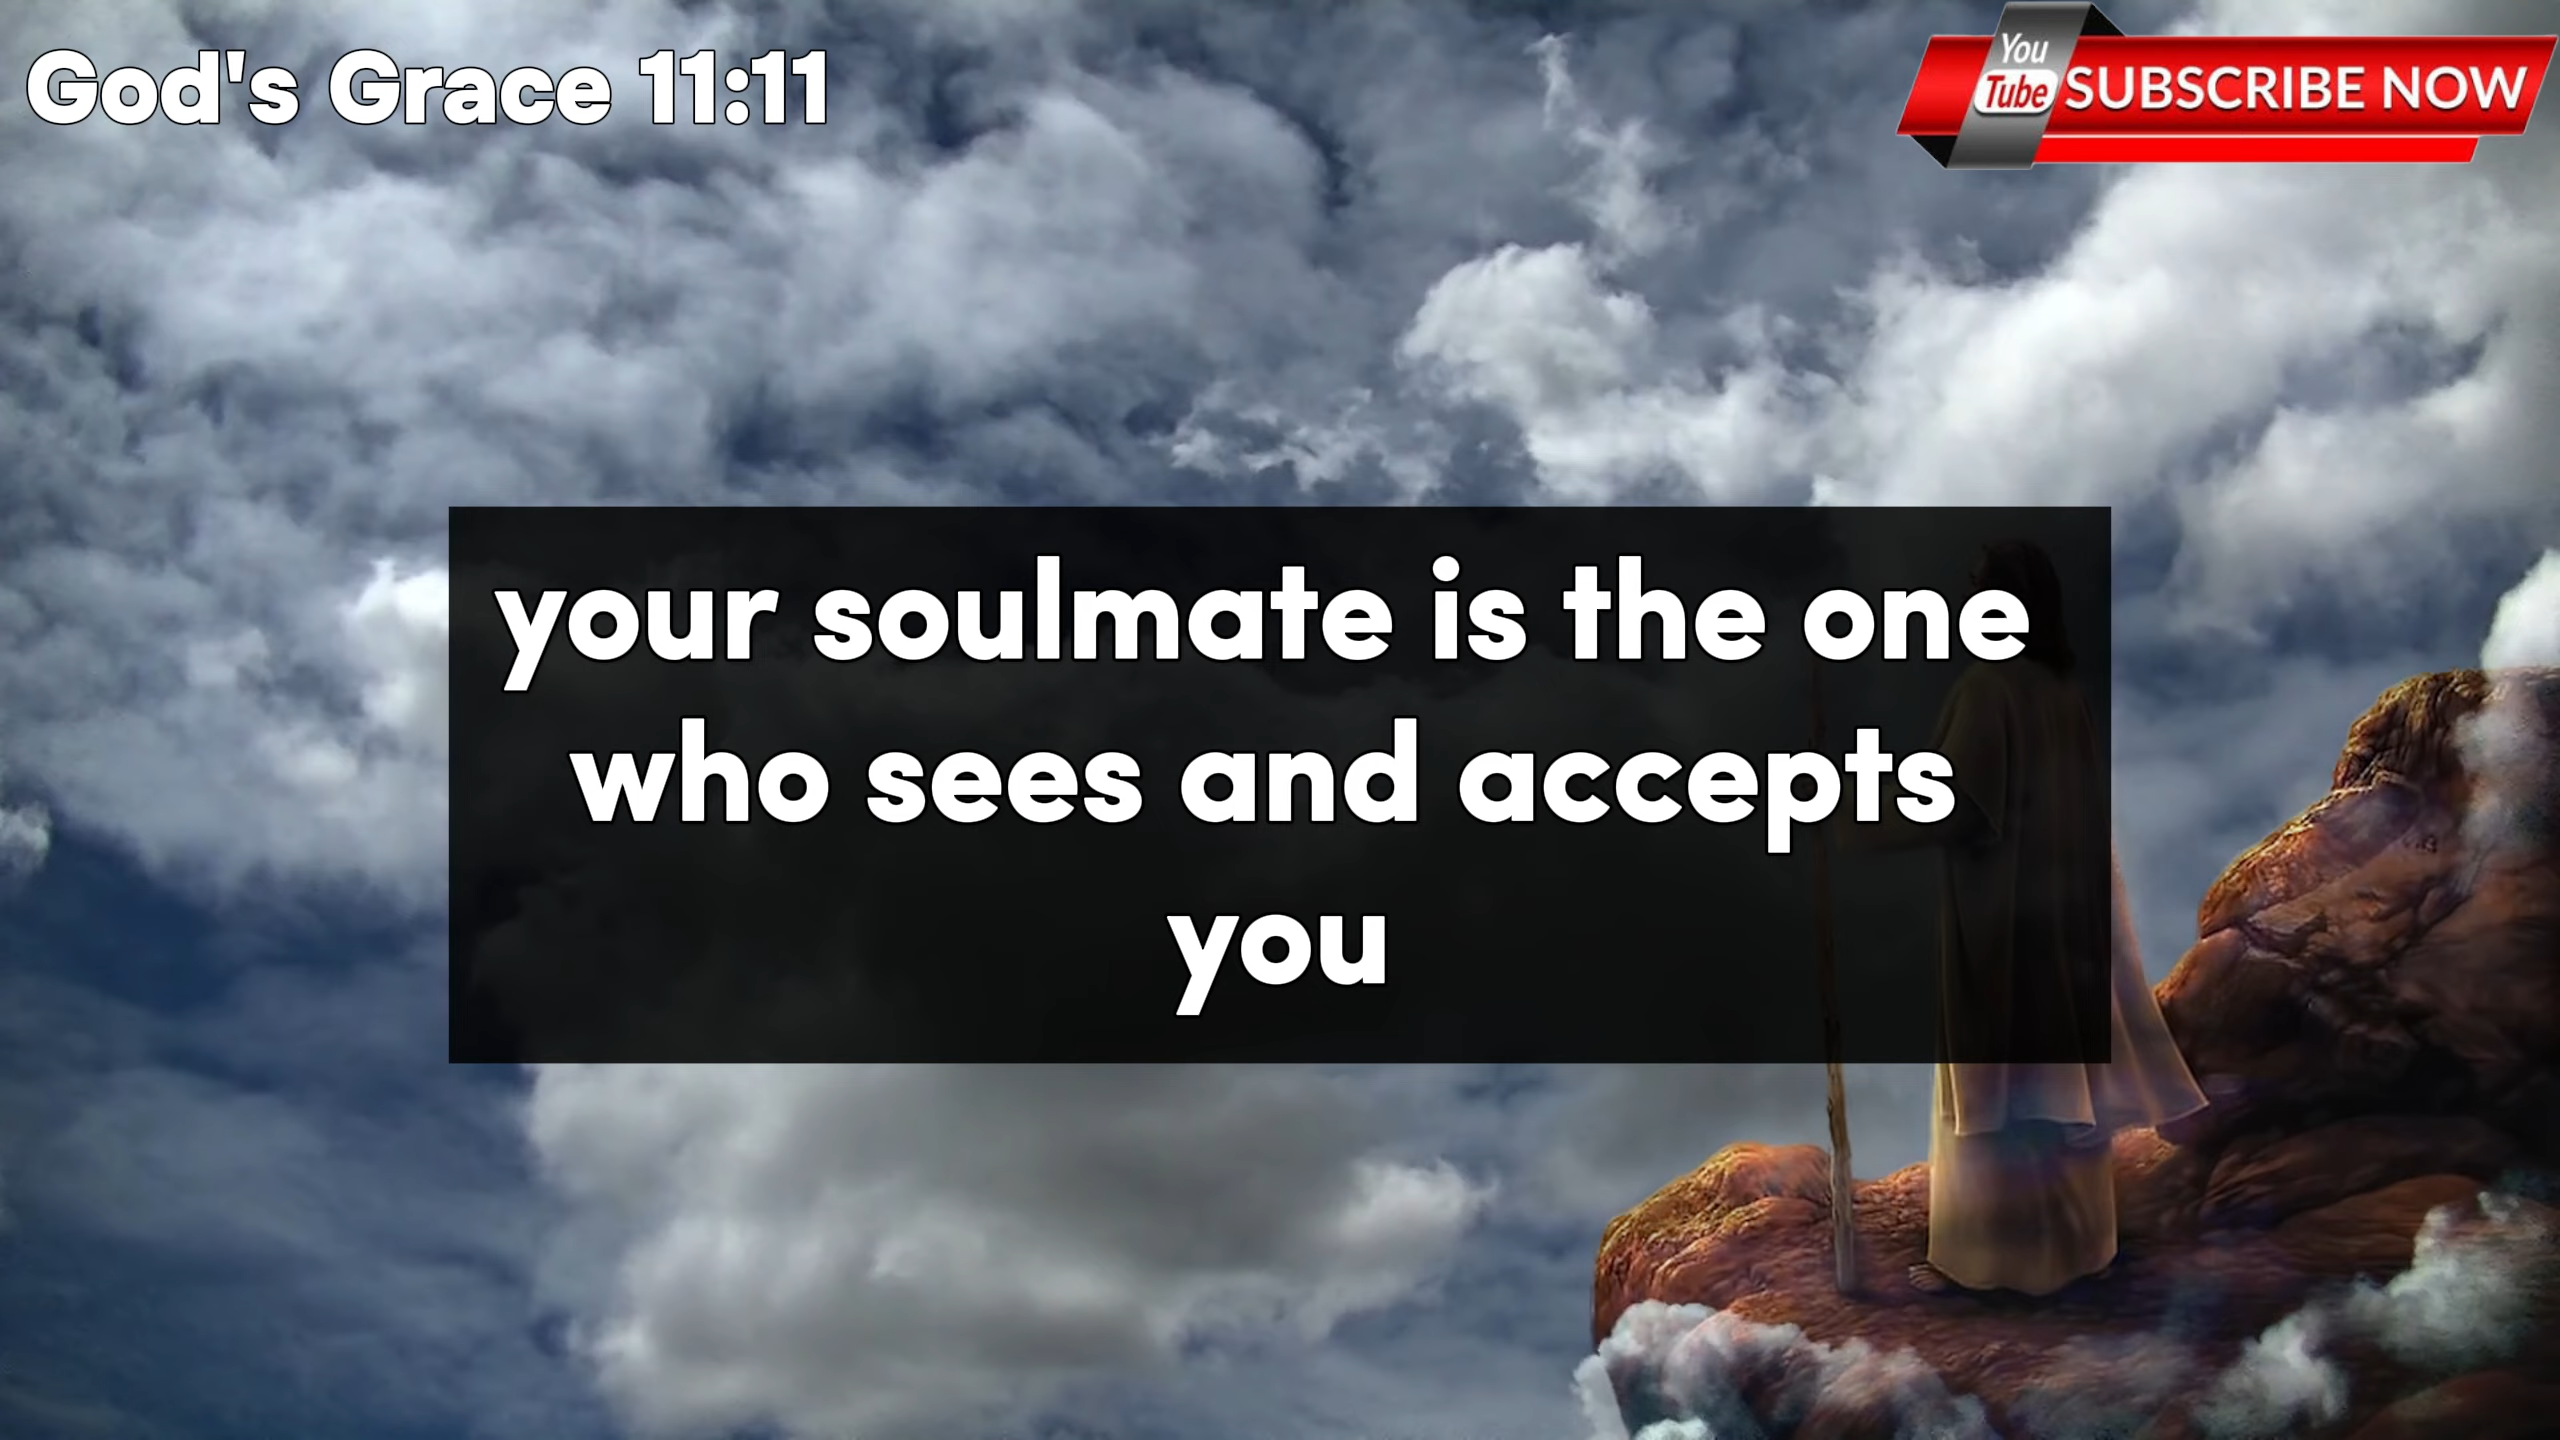 God's Grace 11:11
You
Tube
SUBSCRIBE NOW
your soulmate is the one
who sees and accepts
you